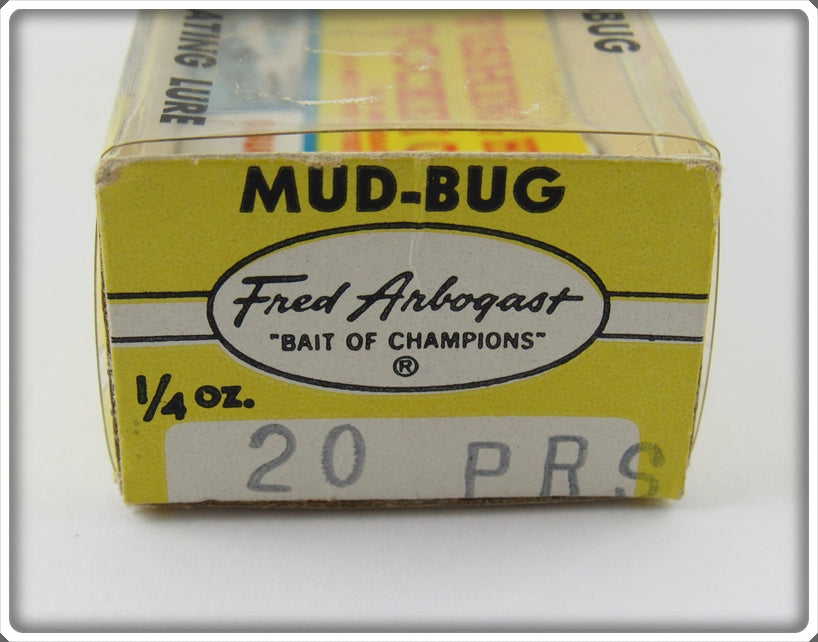 ATING LURE
-BUG
MUD-BUG
Fred Arbogast
"BAIT OF CHAMPIONS"
®
1/4 oz.
20 PRS